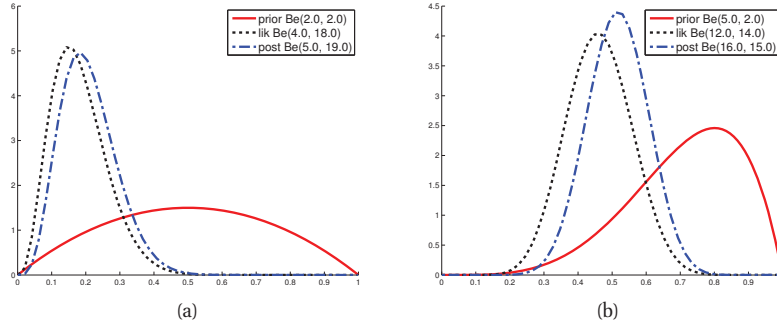 6
5
4
3
2
1
0
0 0.1 0.2 0.3 0.4 0.5 0.6 0.7 0.8 0.9 1
prior Be(2.0, 2.0)
lik Be(4.0, 18.0)
post Be(5.0, 19.0)
(a)
4.5
4
3.5
3
2.5
2
1.5
1
0.5
0
0 0.1 0.2 0.3 0.4 0.5 0.6 0.7 0.8 0.9
prior Be(5.0, 2.0)
lik Be(12.0, 14.0)
post Be(16.0, 15.0)
(b)